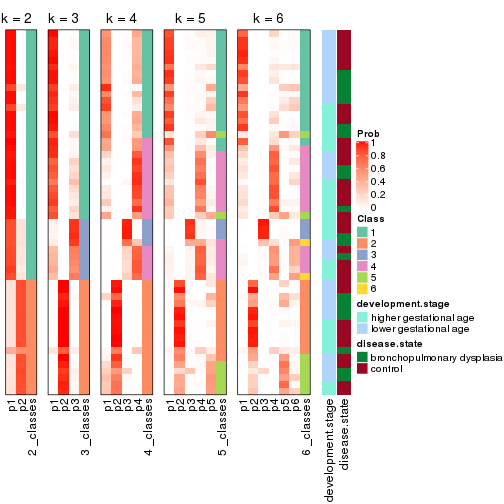 k = 2 k = 3 k = 4 k = 5 k = 6
Prob
1
0.8
0.6
0.4
0.2
0
Class
1
2
3
4
5
6
development.stage
higher gestational age
lower gestational age
disease.state
bronchopulmonary dysplasia
control
p1 p2 2_classes p1 p2 p3 3_classes p1 p2 p3 p4 4_classes p1 p2 p3 p4 p5 5_classes p1 p2 p3 p4 p5 p6 6_classes development.stage disease.state